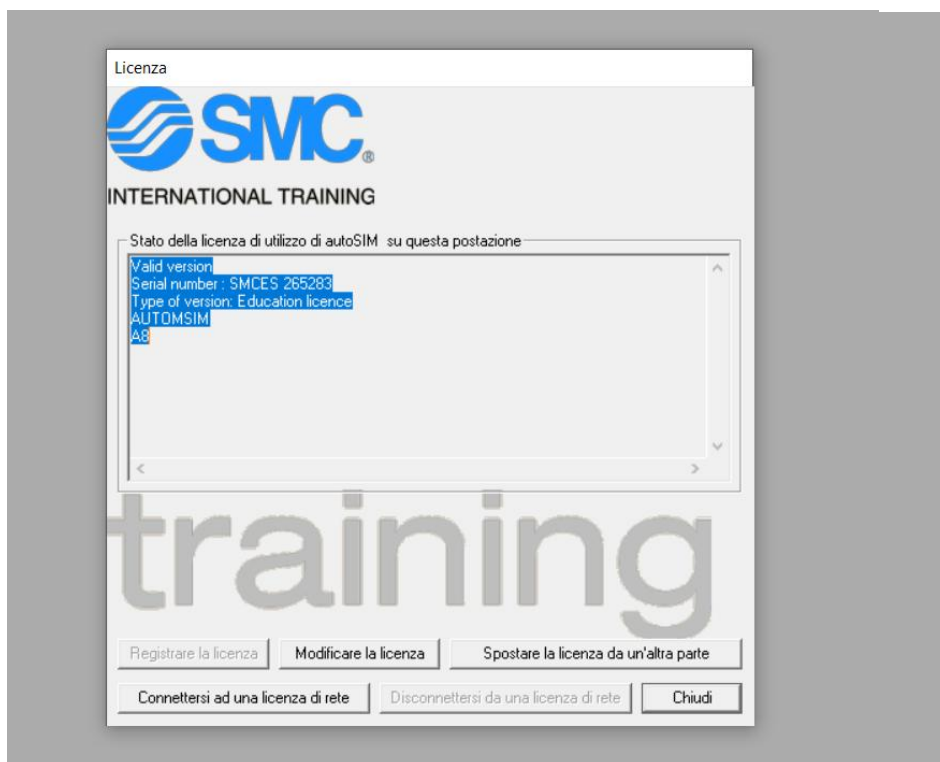 Licenza
SMC®
INTERNATIONAL TRAINING
Stato della licenza di utilizzo di autoSIM su questa postazione
Valid version
Serial number : SMCES 265283
Type of version: Education licence
AUTOMSIM
A8
training
Registrare la licenza
Modificare la licenza
Spostare la licenza da un'altra parte
Connettersi ad una licenza di rete
Disconnettersi da una licenza di rete
Chiudi